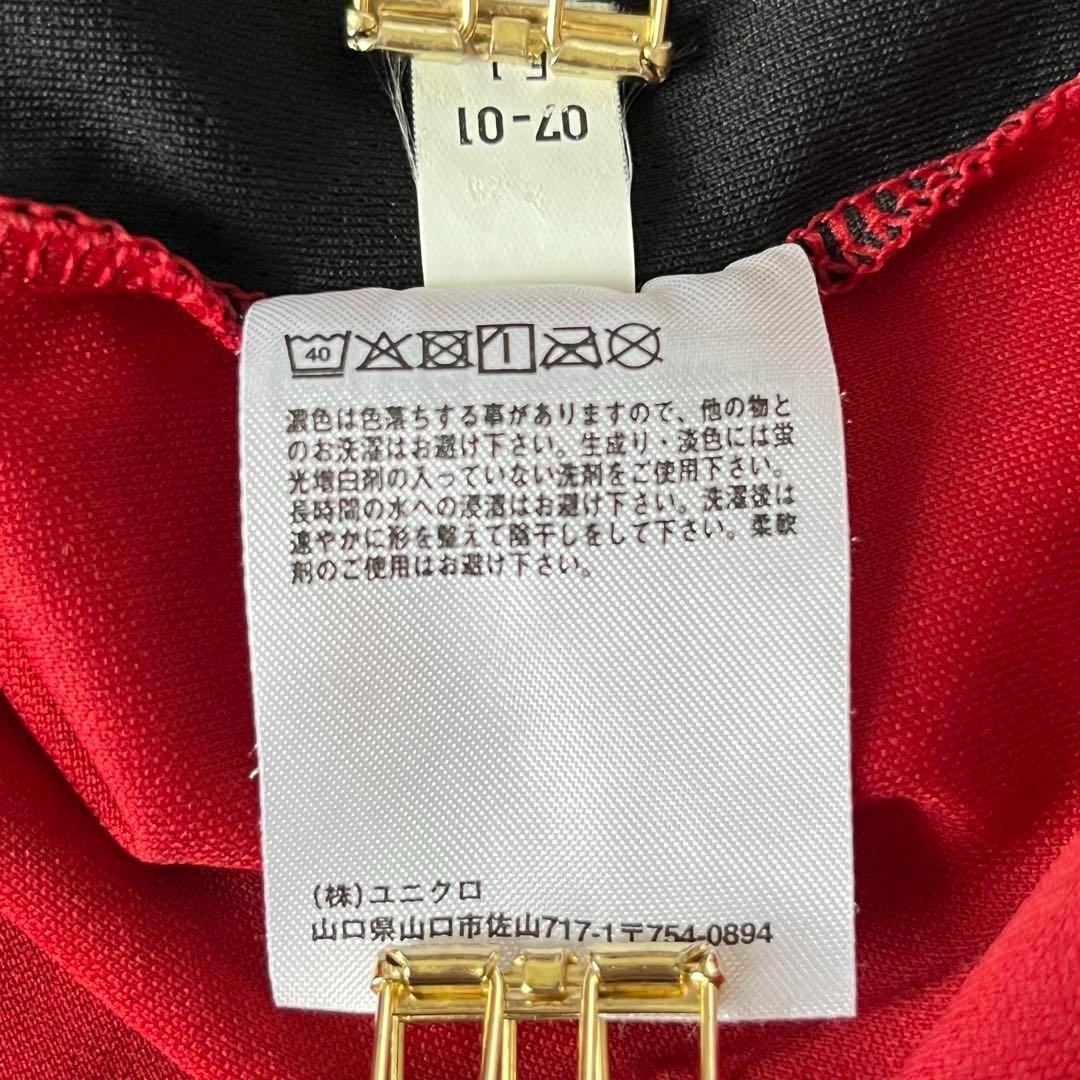 07-01
40
濃色は色落ちする事がありますので、他の物と
のお洗濯はお避け下さい。生成り・淡色には蛍
光増白剤の入っていない洗剤をご使用下さい。
長時間の水への浸漬はお避け下さい。洗濯後は
速やかに形を整えて陰干しをして下さい。柔軟
剤のご使用はお避け下さい。
(株)ユニクロ
山口県山口市佐山717-1〒754-0894